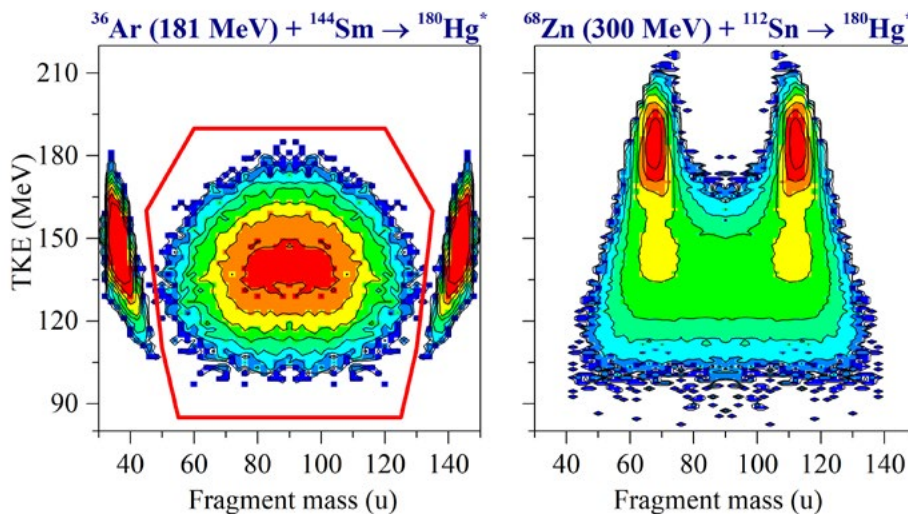 ³⁶Ar (181 MeV) + ¹⁴⁴Sm → ¹⁸⁰Hg*
⁶⁸Zn (300 MeV) + ¹¹²Sn → ¹⁸⁰Hg*
TKE (MeV)
210
180
150
120
90
40 60 80 100 120 140
40 60 80 100 120 140
Fragment mass (u)
Fragment mass (u)